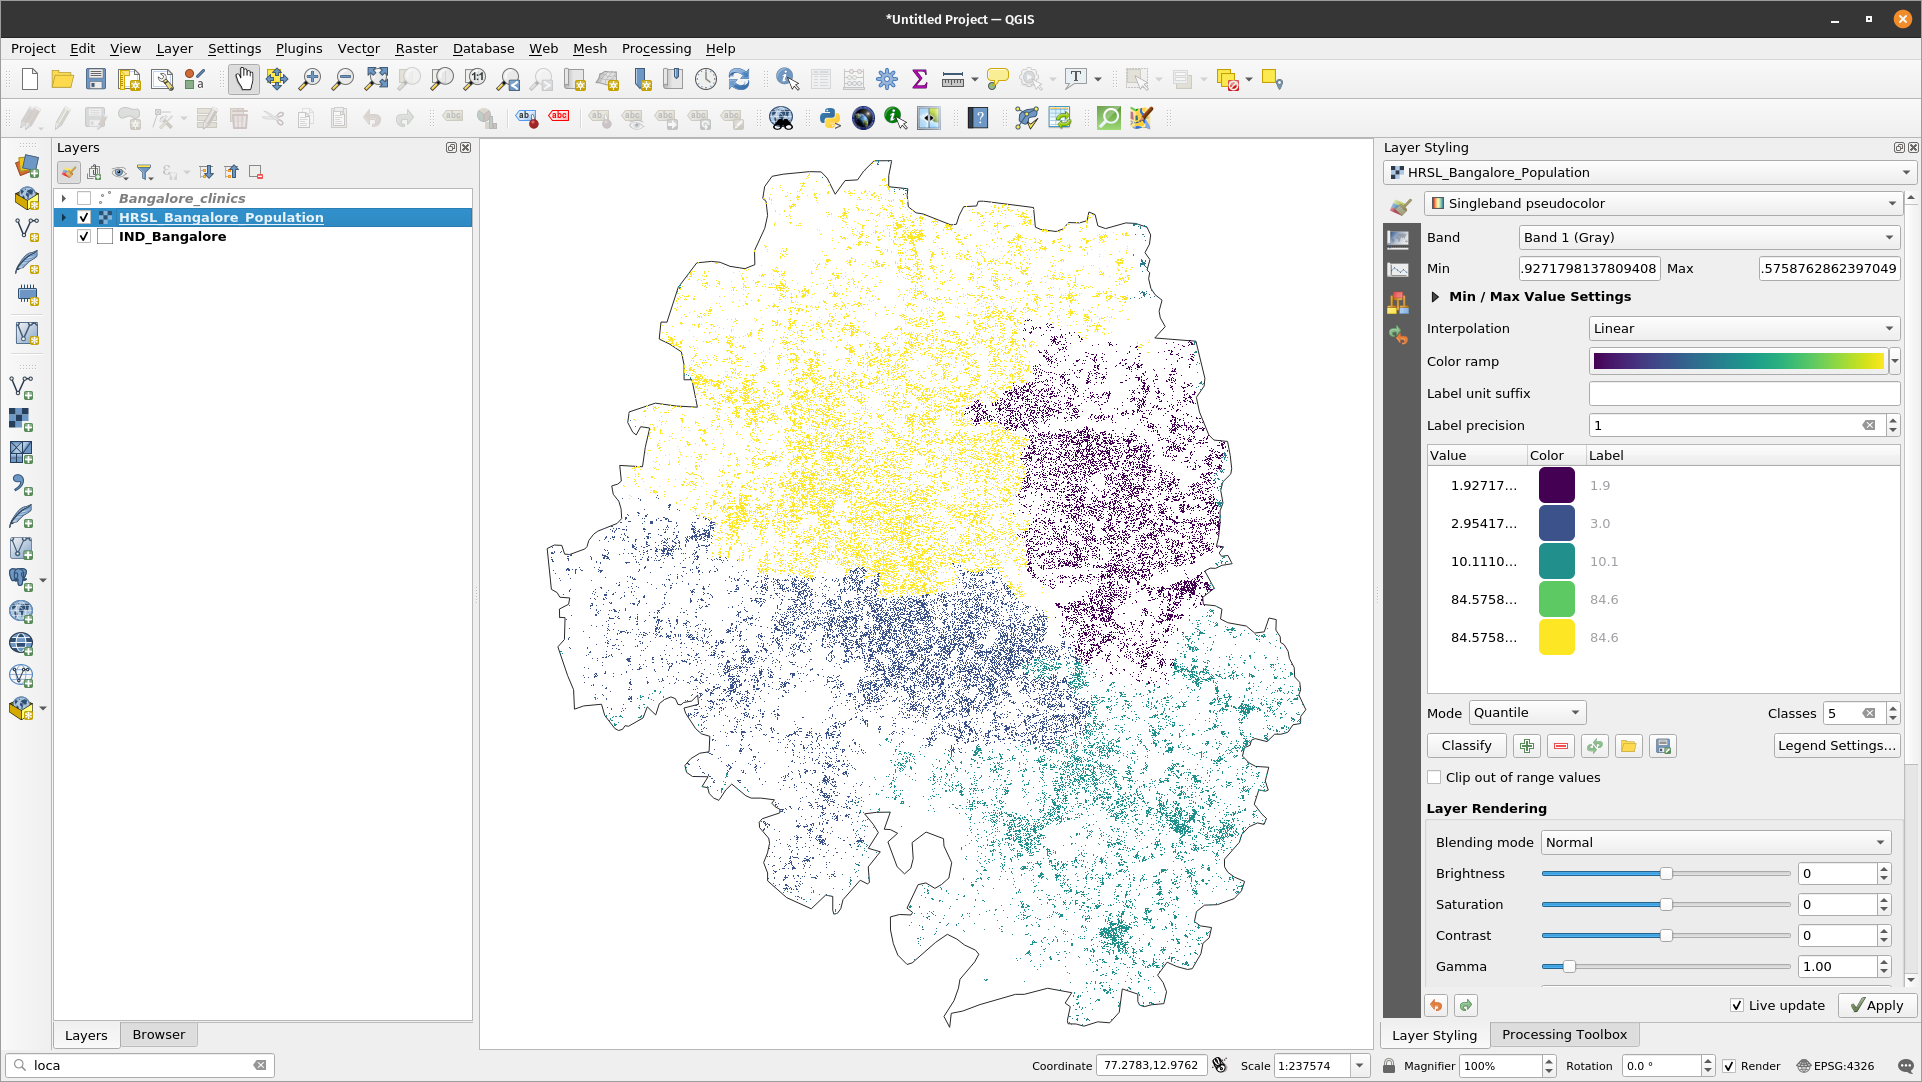 *Untitled Project — QGIS
Project Edit View Layer Settings Plugins Vector Raster Database Web Mesh Processing Help
Layers
Bangalore_clinics
HRSL_Bangalore_Population
IND_Bangalore
Layers Browser
loca
Layer Styling
HRSL_Bangalore_Population
Singleband pseudocolor
Band Band 1 (Gray)
Min .9271798137809408 Max .5758762862397049
Min / Max Value Settings
Interpolation Linear
Color ramp
Label unit suffix
Label precision 1
Value Color Label
1.92717... 1.9
2.95417... 3.0
10.1110... 10.1
84.5758... 84.6
84.5758... 84.6
Mode Quantile Classes 5
Classify Legend Settings...
Clip out of range values
Layer Rendering
Blending mode Normal
Brightness 0
Saturation 0
Contrast 0
Gamma 1.00
Live update Apply
Layer Styling Processing Toolbox
Coordinate 77.2783,12.9762 Scale 1:237574 Magnifier 100% Rotation 0.0 ° Render EPSG:4326